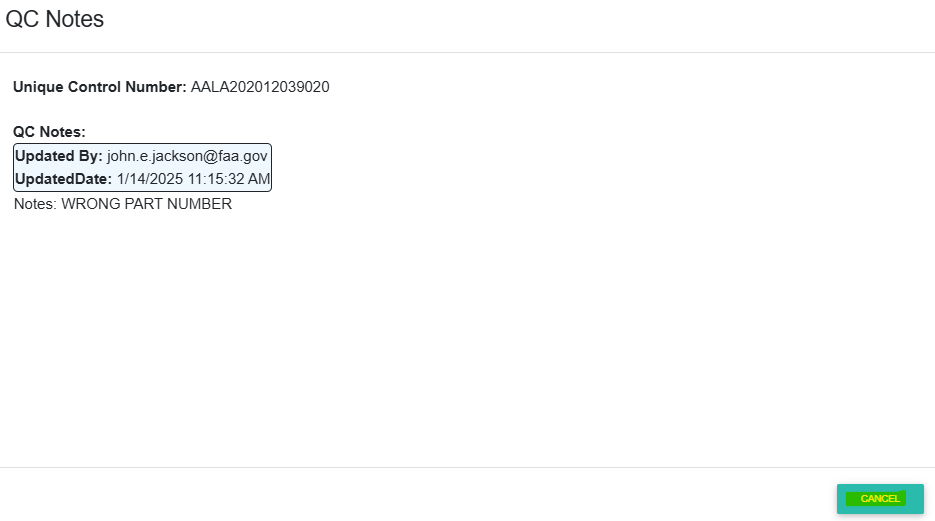 QC Notes
Unique Control Number: AALA202012039020
QC Notes:
Updated By: john.e.jackson@faa.gov
UpdatedDate: 1/14/2025 11:15:32 AM
Notes: WRONG PART NUMBER
CANCEL